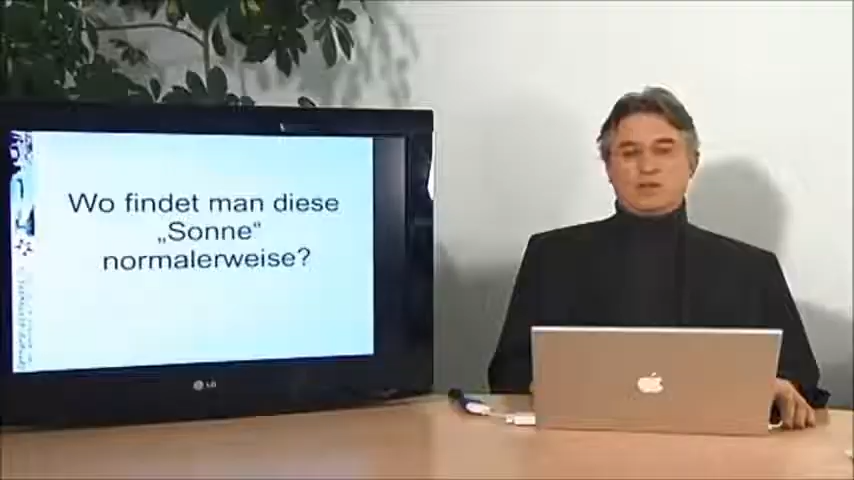 Wo findet man diese
„Sonne“
normalerweise?
LG